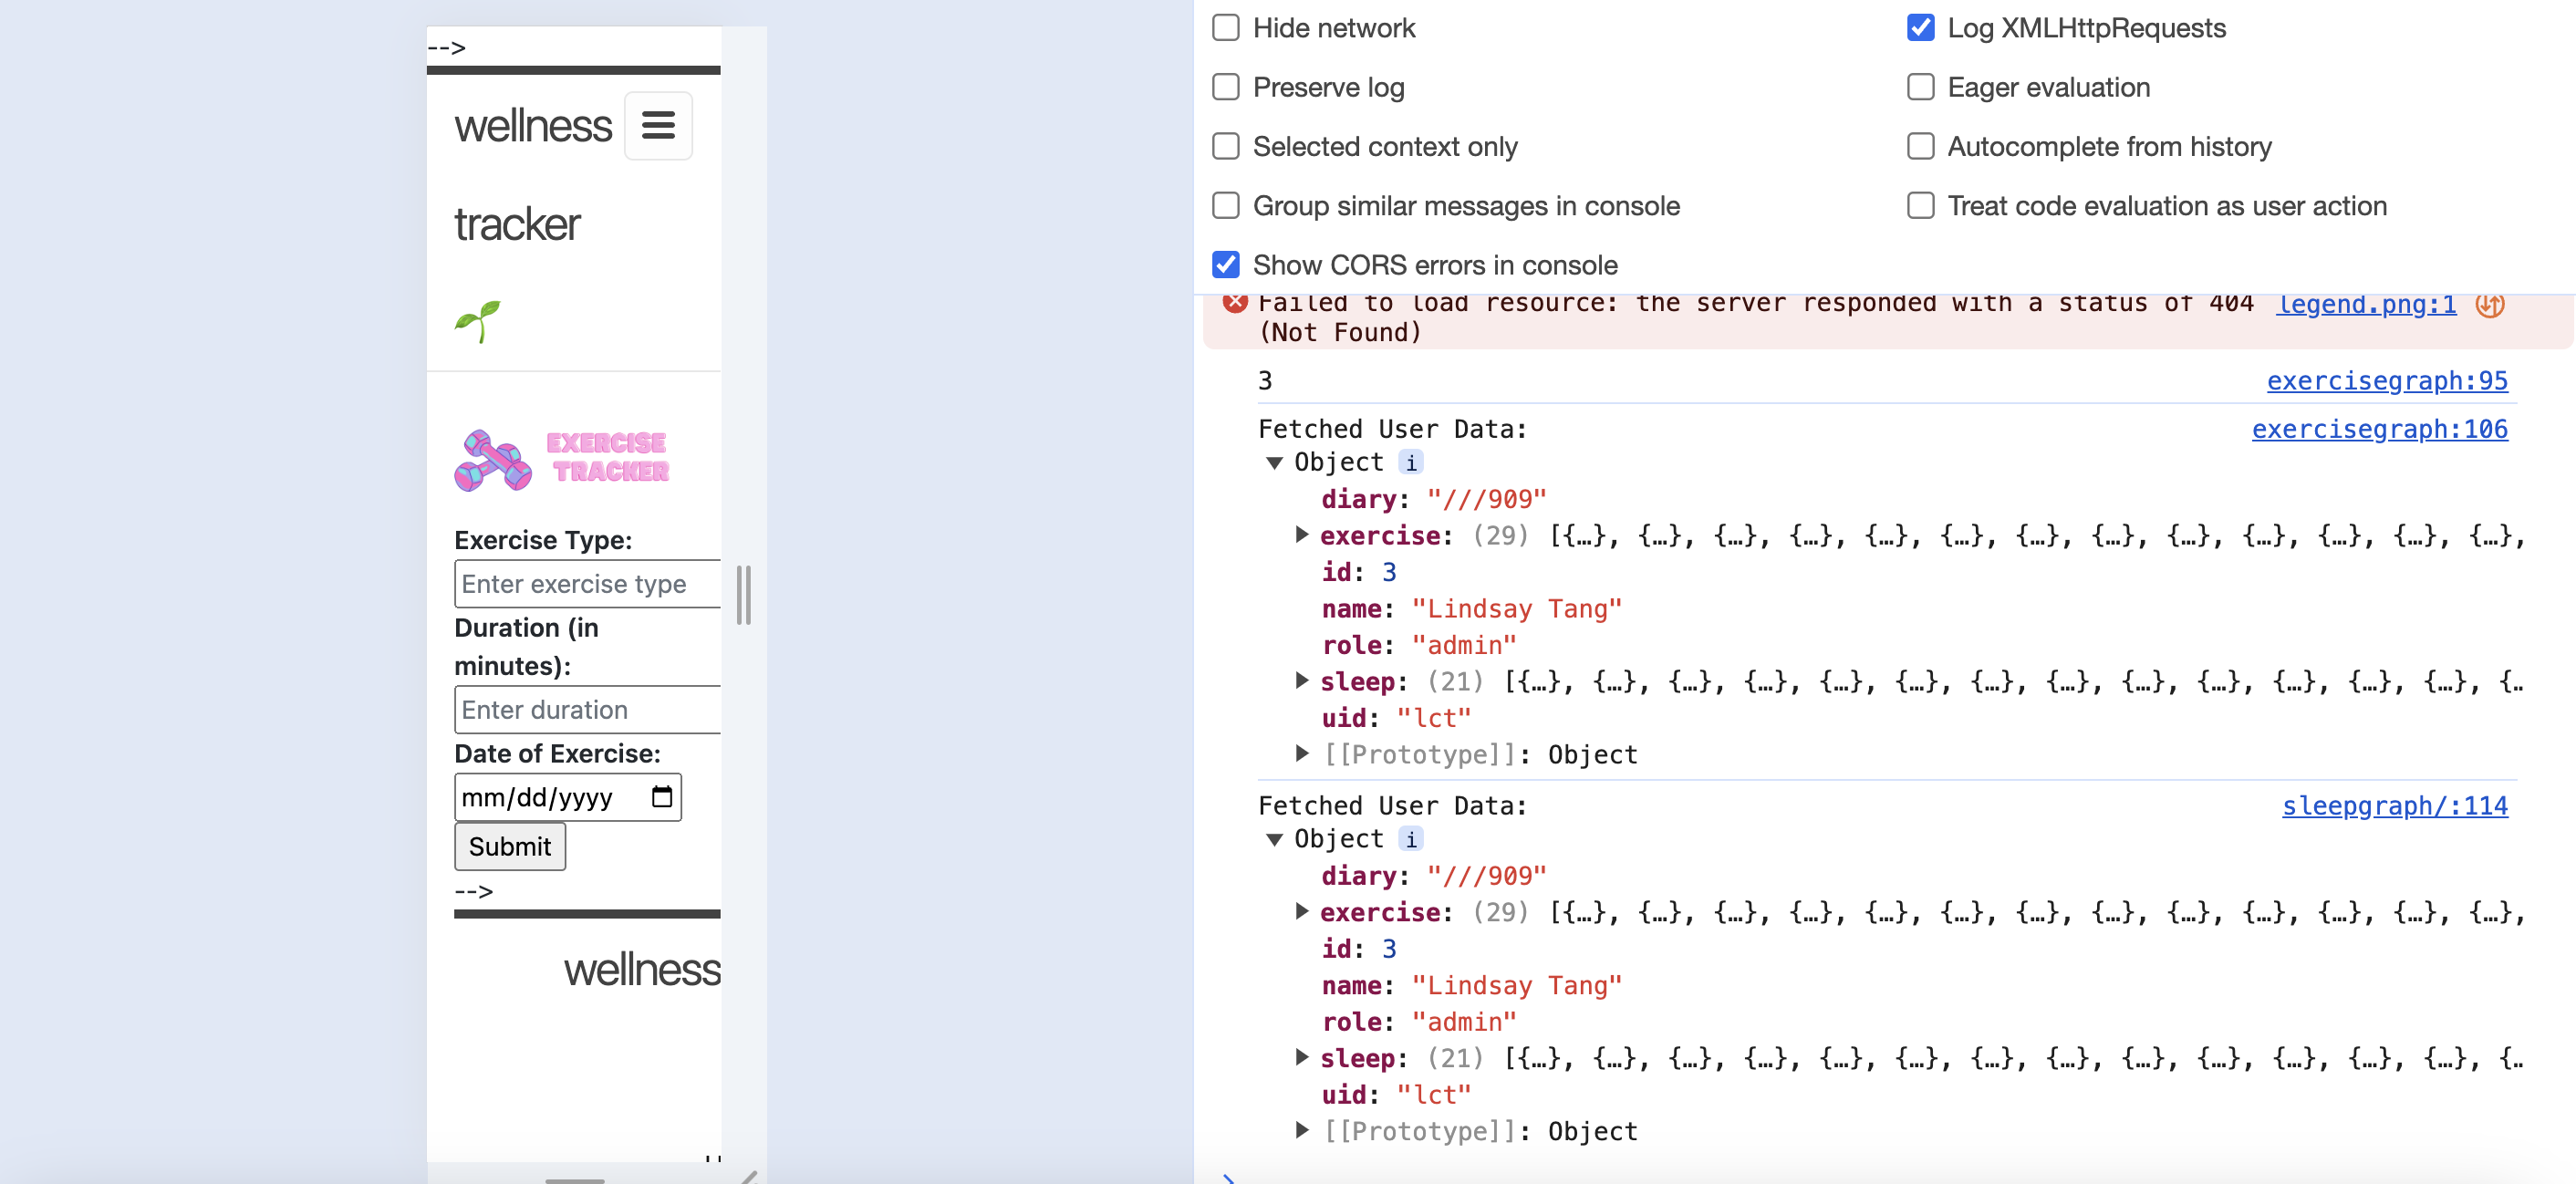 -->
wellness
tracker
EXERCISE
TRACKER
Exercise Type:
Enter exercise type
Duration (in
minutes):
Enter duration
Date of Exercise:
mm/dd/yyyy
Submit
-->
wellness
Hide network
Log XMLHttpRequests
Preserve log
Eager evaluation
Selected context only
Autocomplete from history
Group similar messages in console
Treat code evaluation as user action
Show CORS errors in console
Failed to load resource: the server responded with a status of 404 legend.png:1
(Not Found)
3 exercisegraph:95
Fetched User Data: exercisegraph:106
▼ Object i
diary: "///909"
▶ exercise: (29) [{…}, {…}, {…}, {…}, {…}, {…}, {…}, {…}, {…}, {…}, {…}, {…}, {…},
id: 3
name: "Lindsay Tang"
role: "admin"
▶ sleep: (21) [{…}, {…}, {…}, {…}, {…}, {…}, {…}, {…}, {…}, {…}, {…}, {…}, {…}, {…
uid: "lct"
▶ [[Prototype]]: Object
Fetched User Data: sleepgraph/:114
▼ Object i
diary: "///909"
▶ exercise: (29) [{…}, {…}, {…}, {…}, {…}, {…}, {…}, {…}, {…}, {…}, {…}, {…}, {…},
id: 3
name: "Lindsay Tang"
role: "admin"
▶ sleep: (21) [{…}, {…}, {…}, {…}, {…}, {…}, {…}, {…}, {…}, {…}, {…}, {…}, {…}, {…
uid: "lct"
▶ [[Prototype]]: Object